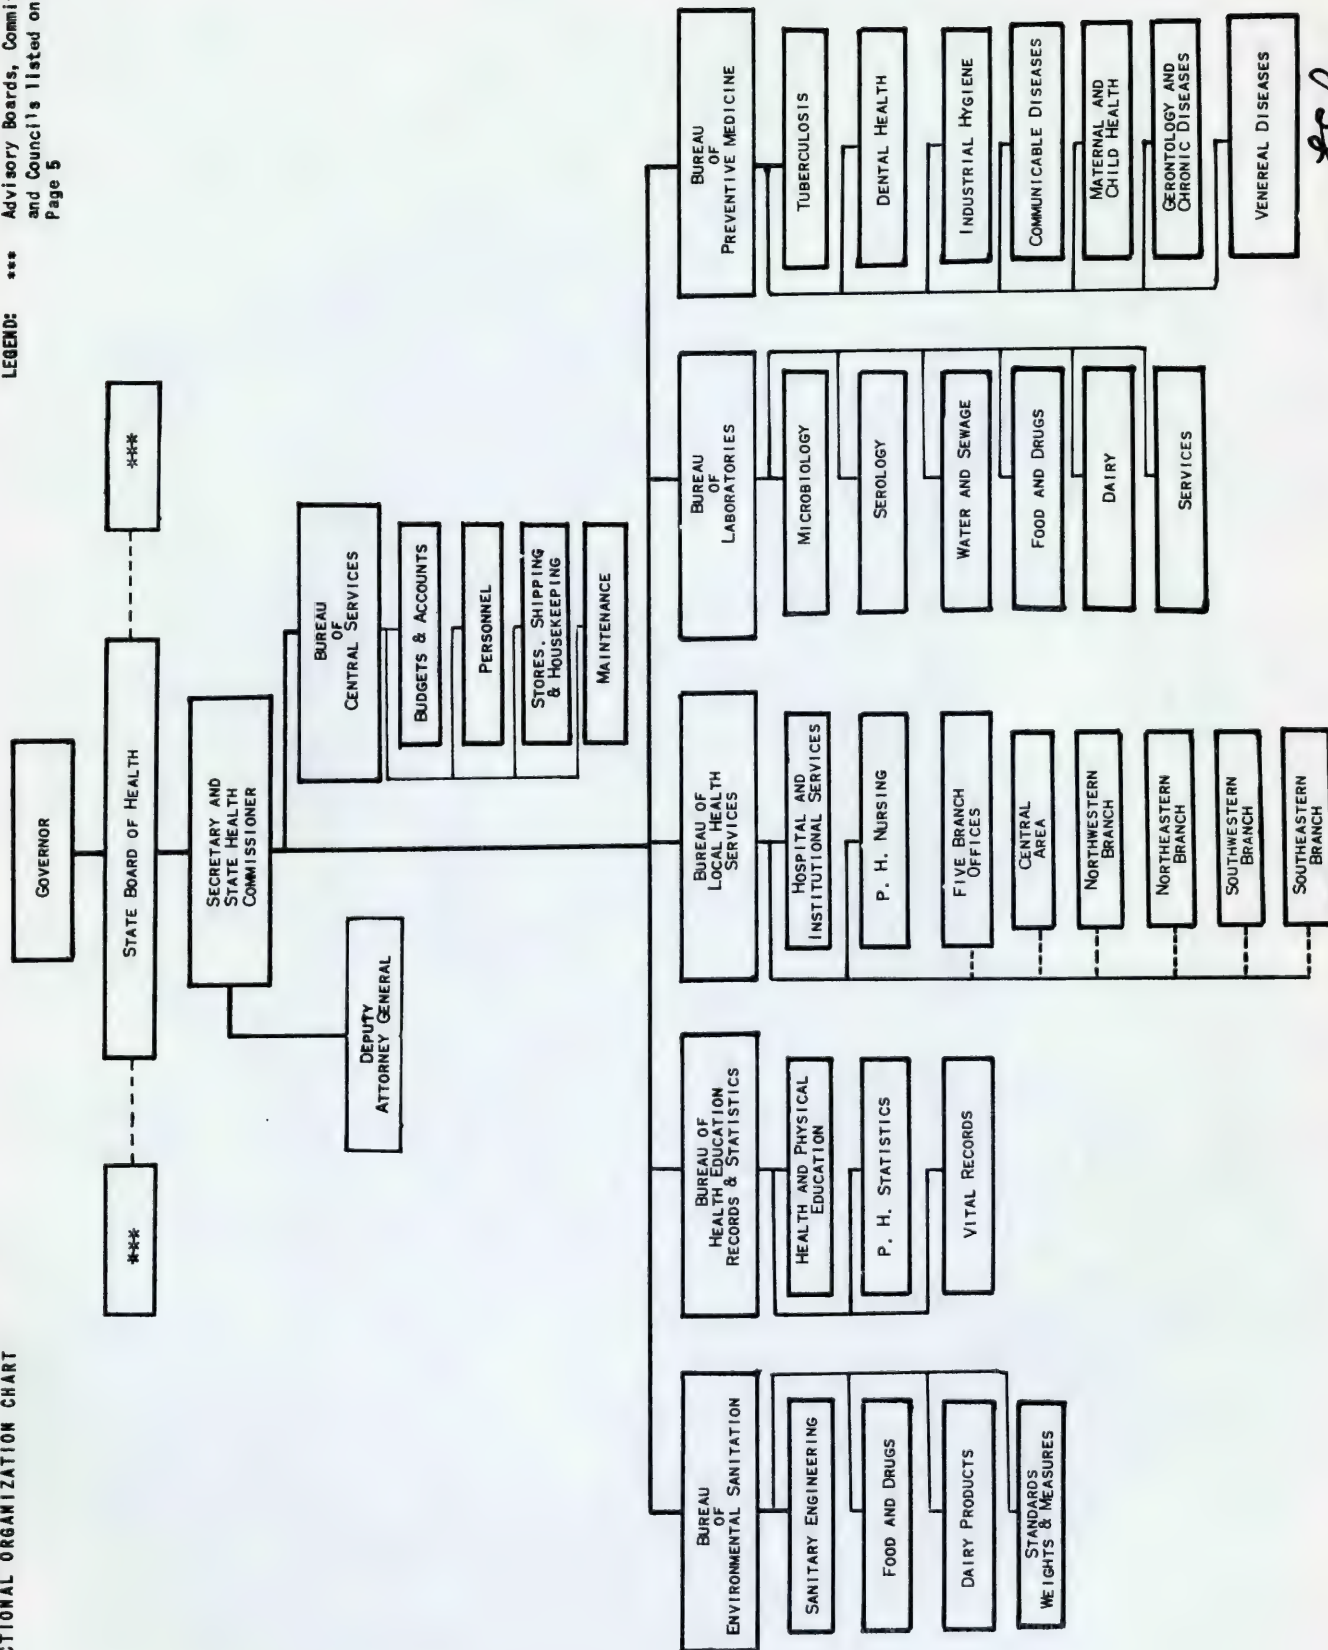 CTIONAL ORGANIZATION CHART
LEGEND: *** Advisory Boards,
and Council's listed on
Page 5
GOVERNOR
***
STATE BOARD OF HEALTH
***
SECRETARY AND
STATE HEALTH
COMMISSIONER
DEPUTY
ATTORNEY GENERAL
BUREAU
OF
CENTRAL SERVICES
BUDGETS & ACCOUNTS
PERSONNEL
STORES, SHIPPING
& HOUSEKEEPING
MAINTENANCE
BUREAU
OF
ENVIRONMENTAL SANITATION
SANITARY ENGINEERING
FOOD AND DRUGS
DAIRY PRODUCTS
STANDARDS
WEIGHTS & MEASURES
BUREAU OF
HEALTH EDUCATION
RECORDS & STATISTICS
HEALTH AND PHYSICAL
EDUCATION
P. H. STATISTICS
VITAL RECORDS
BUREAU OF
LOCAL HEALTH
SERVICES
HOSPITAL AND
INSTITUTIONAL SERVICES
P. H. NURSING
FIVE BRANCH
OFFICES
CENTRAL
AREA
NORTHWESTERN
BRANCH
NORTHEASTERN
BRANCH
SOUTHWESTERN
BRANCH
SOUTHEASTERN
BRANCH
BUREAU
OF
LABORATORIES
MICROBIOLOGY
SEROLOGY
WATER AND SEWAGE
FOOD AND DRUGS
DAIRY
SERVICES
BUREAU
OF
PREVENTIVE MEDICINE
TUBERCULOSIS
DENTAL HEALTH
INDUSTRIAL HYGIENE
COMMUNICABLE DISEASES
MATERNAL AND
CHILD HEALTH
GERONTOLOGY AND
CHRONIC DISEASES
VENEREAL DISEASES